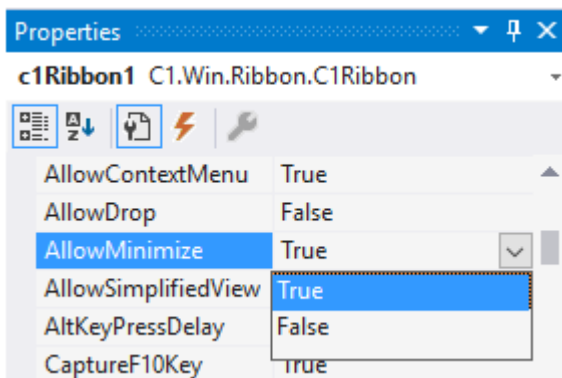 Properties
c1Ribbon1 C1.Win.Ribbon.C1Ribbon
AllowContextMenu True
AllowDrop False
AllowMinimize True
AllowSimplifiedView True
AltKeyPressDelay False
CaptureF10Key True